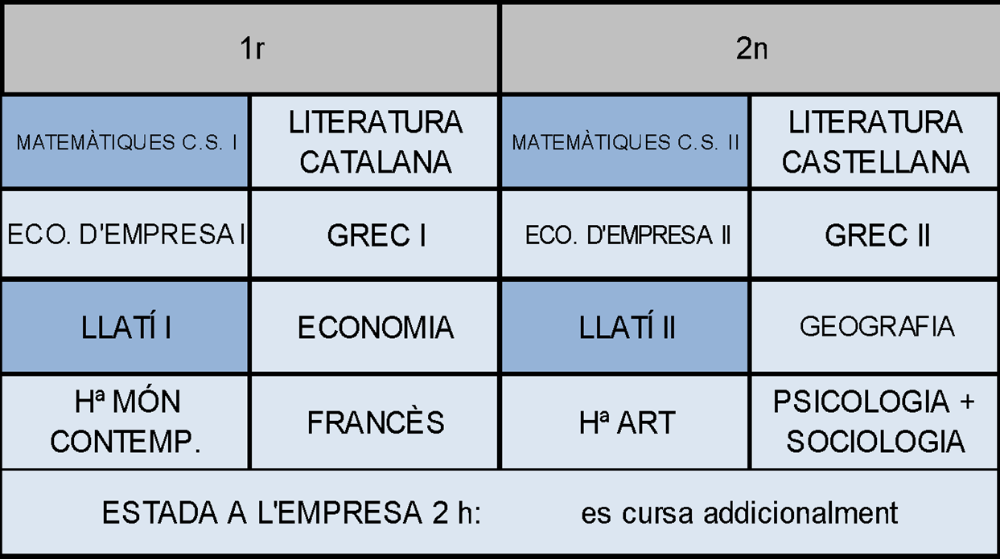 1r
2n
MATEMÀTIQUES C.S. I
LITERATURA
CATALANA
MATEMÀTIQUES C.S. II
LITERATURA
CASTELLANA
ECO. D'EMPRESA I
GREC I
ECO. D'EMPRESA II
GREC II
LLATÍ I
ECONOMIA
LLATÍ II
GEOGRAFIA
Hª MÓN
CONTEMP.
FRANCÈS
Hª ART
PSICOLOGIA +
SOCIOLOGIA
ESTADA A L'EMPRESA 2 h: es cursa addicionalment